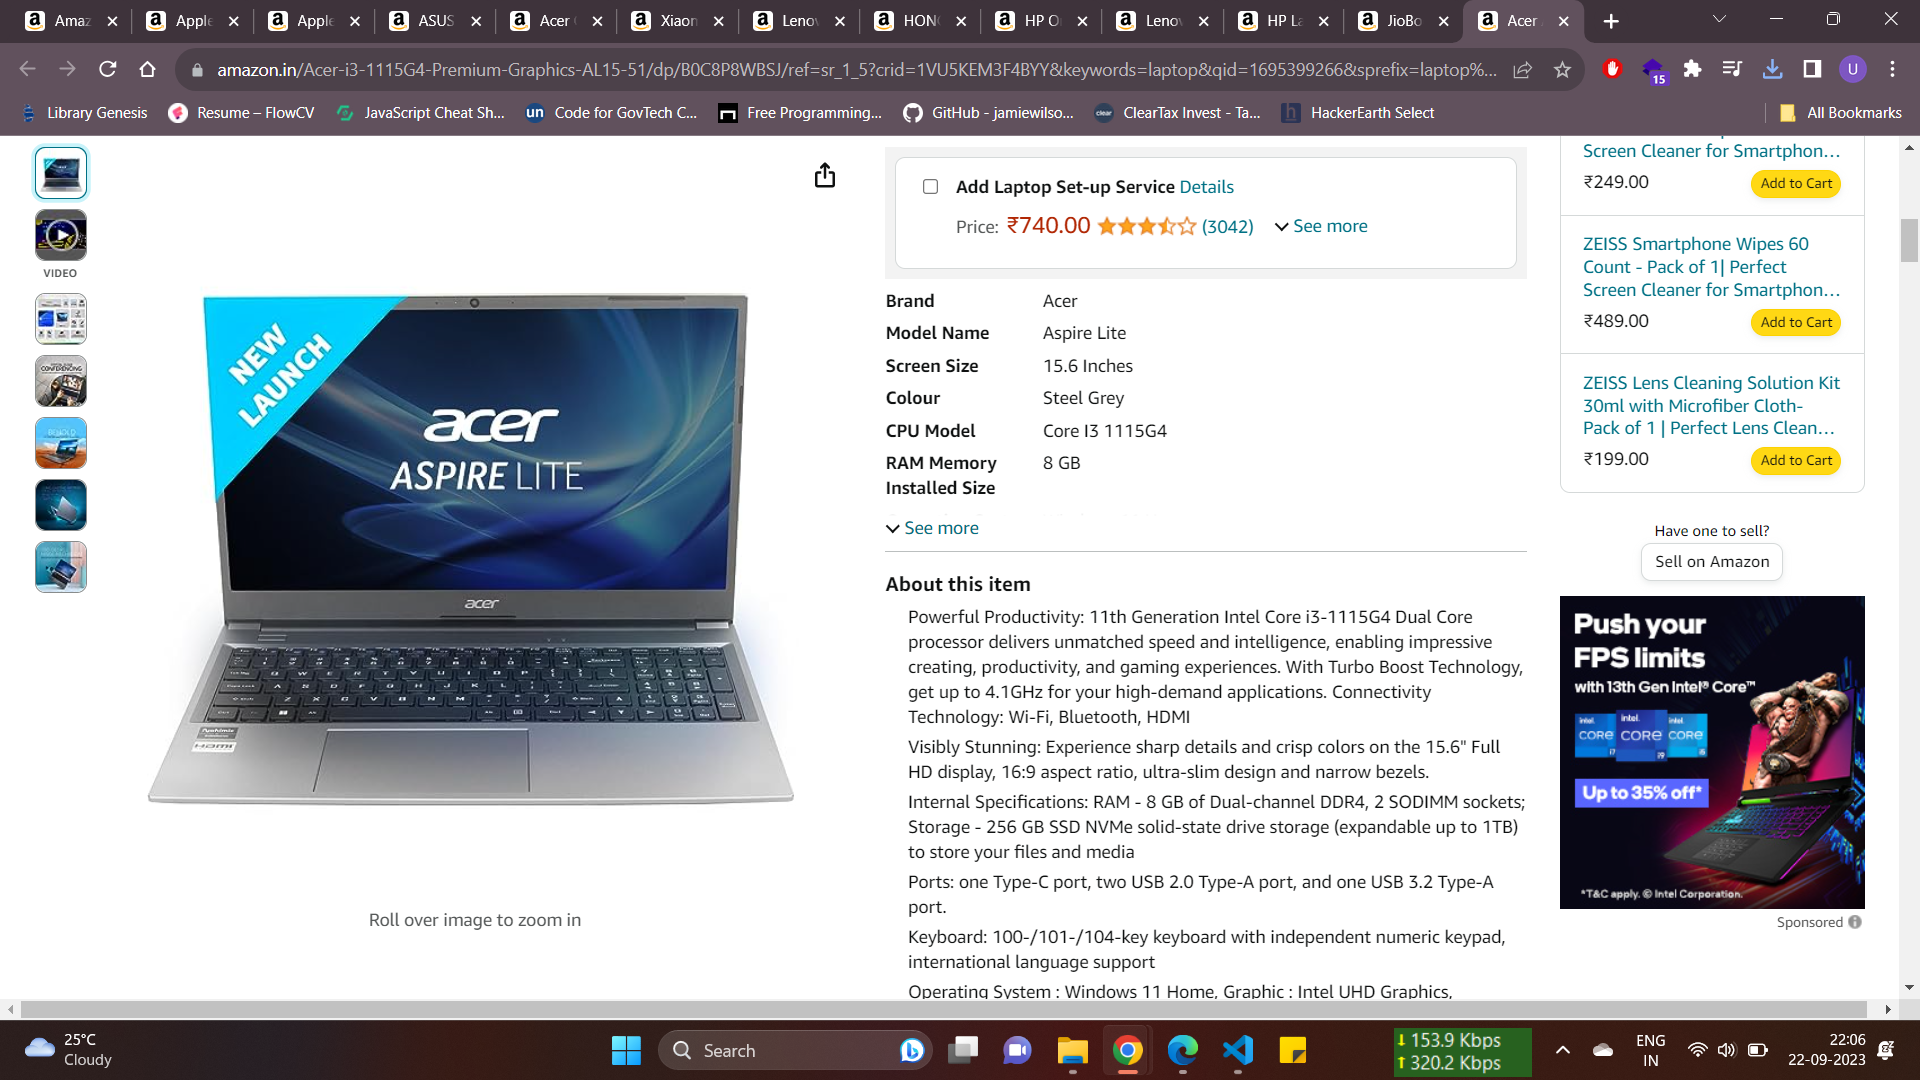 Amaz
Apple
Apple
ASUS
Acer
Xiaom
Lenov
HONO
HP O
Lenov
HP La
JioBo
Acer
amazon.in/Acer-i3-1115G4-Premium-Graphics-AL15-51/dp/B0C8P8WBSJ/ref=sr_1_5?crid=1VU5KEM3F4BYY&keywords=laptop&qid=1695399266&sprefix=laptop%...
15
U
Library Genesis
Resume – FlowCV
JavaScript Cheat Sh...
un
Code for GovTech C...
Free Programming...
GitHub - jamiewilso...
clear
ClearTax Invest - Ta...
h
HackerEarth Select
All Bookmarks
VIDEO
CONFERENCING
NEW
LAUNCH
acer
ASPIRE LITE
acer
HDMI
Roll over image to zoom in
Add Laptop Set-up Service Details
Price: ₹740.00 (3042) See more
Brand Acer
Model Name Aspire Lite
Screen Size 15.6 Inches
Colour Steel Grey
CPU Model Core I3 1115G4
RAM Memory 8 GB
Installed Size
See more
About this item
Powerful Productivity: 11th Generation Intel Core i3-1115G4 Dual Core
processor delivers unmatched speed and intelligence, enabling impressive
creating, productivity, and gaming experiences. With Turbo Boost Technology,
get up to 4.1GHz for your high-demand applications. Connectivity
Technology: Wi-Fi, Bluetooth, HDMI
Visibly Stunning: Experience sharp details and crisp colors on the 15.6" Full
HD display, 16:9 aspect ratio, ultra-slim design and narrow bezels.
Internal Specifications: RAM - 8 GB of Dual-channel DDR4, 2 SODIMM sockets;
Storage - 256 GB SSD NVMe solid-state drive storage (expandable up to 1TB)
to store your files and media
Ports: one Type-C port, two USB 2.0 Type-A port, and one USB 3.2 Type-A
port.
Keyboard: 100-/101-/104-key keyboard with independent numeric keypad,
international language support
Operating System : Windows 11 Home, Graphic : Intel UHD Graphics,
Screen Cleaner for Smartphon...
₹249.00 Add to Cart
ZEISS Smartphone Wipes 60
Count - Pack of 1| Perfect
Screen Cleaner for Smartphon...
₹489.00 Add to Cart
ZEISS Lens Cleaning Solution Kit
30ml with Microfiber Cloth-
Pack of 1 | Perfect Lens Clean...
₹199.00 Add to Cart
Have one to sell?
Sell on Amazon
Push your
FPS limits
with 13th Gen Intel® Core™
intel. intel. intel.
CORE CORE CORE
i7 i9 i5
Up to 35% off*
*T&C apply. © Intel Corporation.
Sponsored
25°C
Cloudy
Search
153.9 Kbps
320.2 Kbps
ENG
IN
22:06
22-09-2023